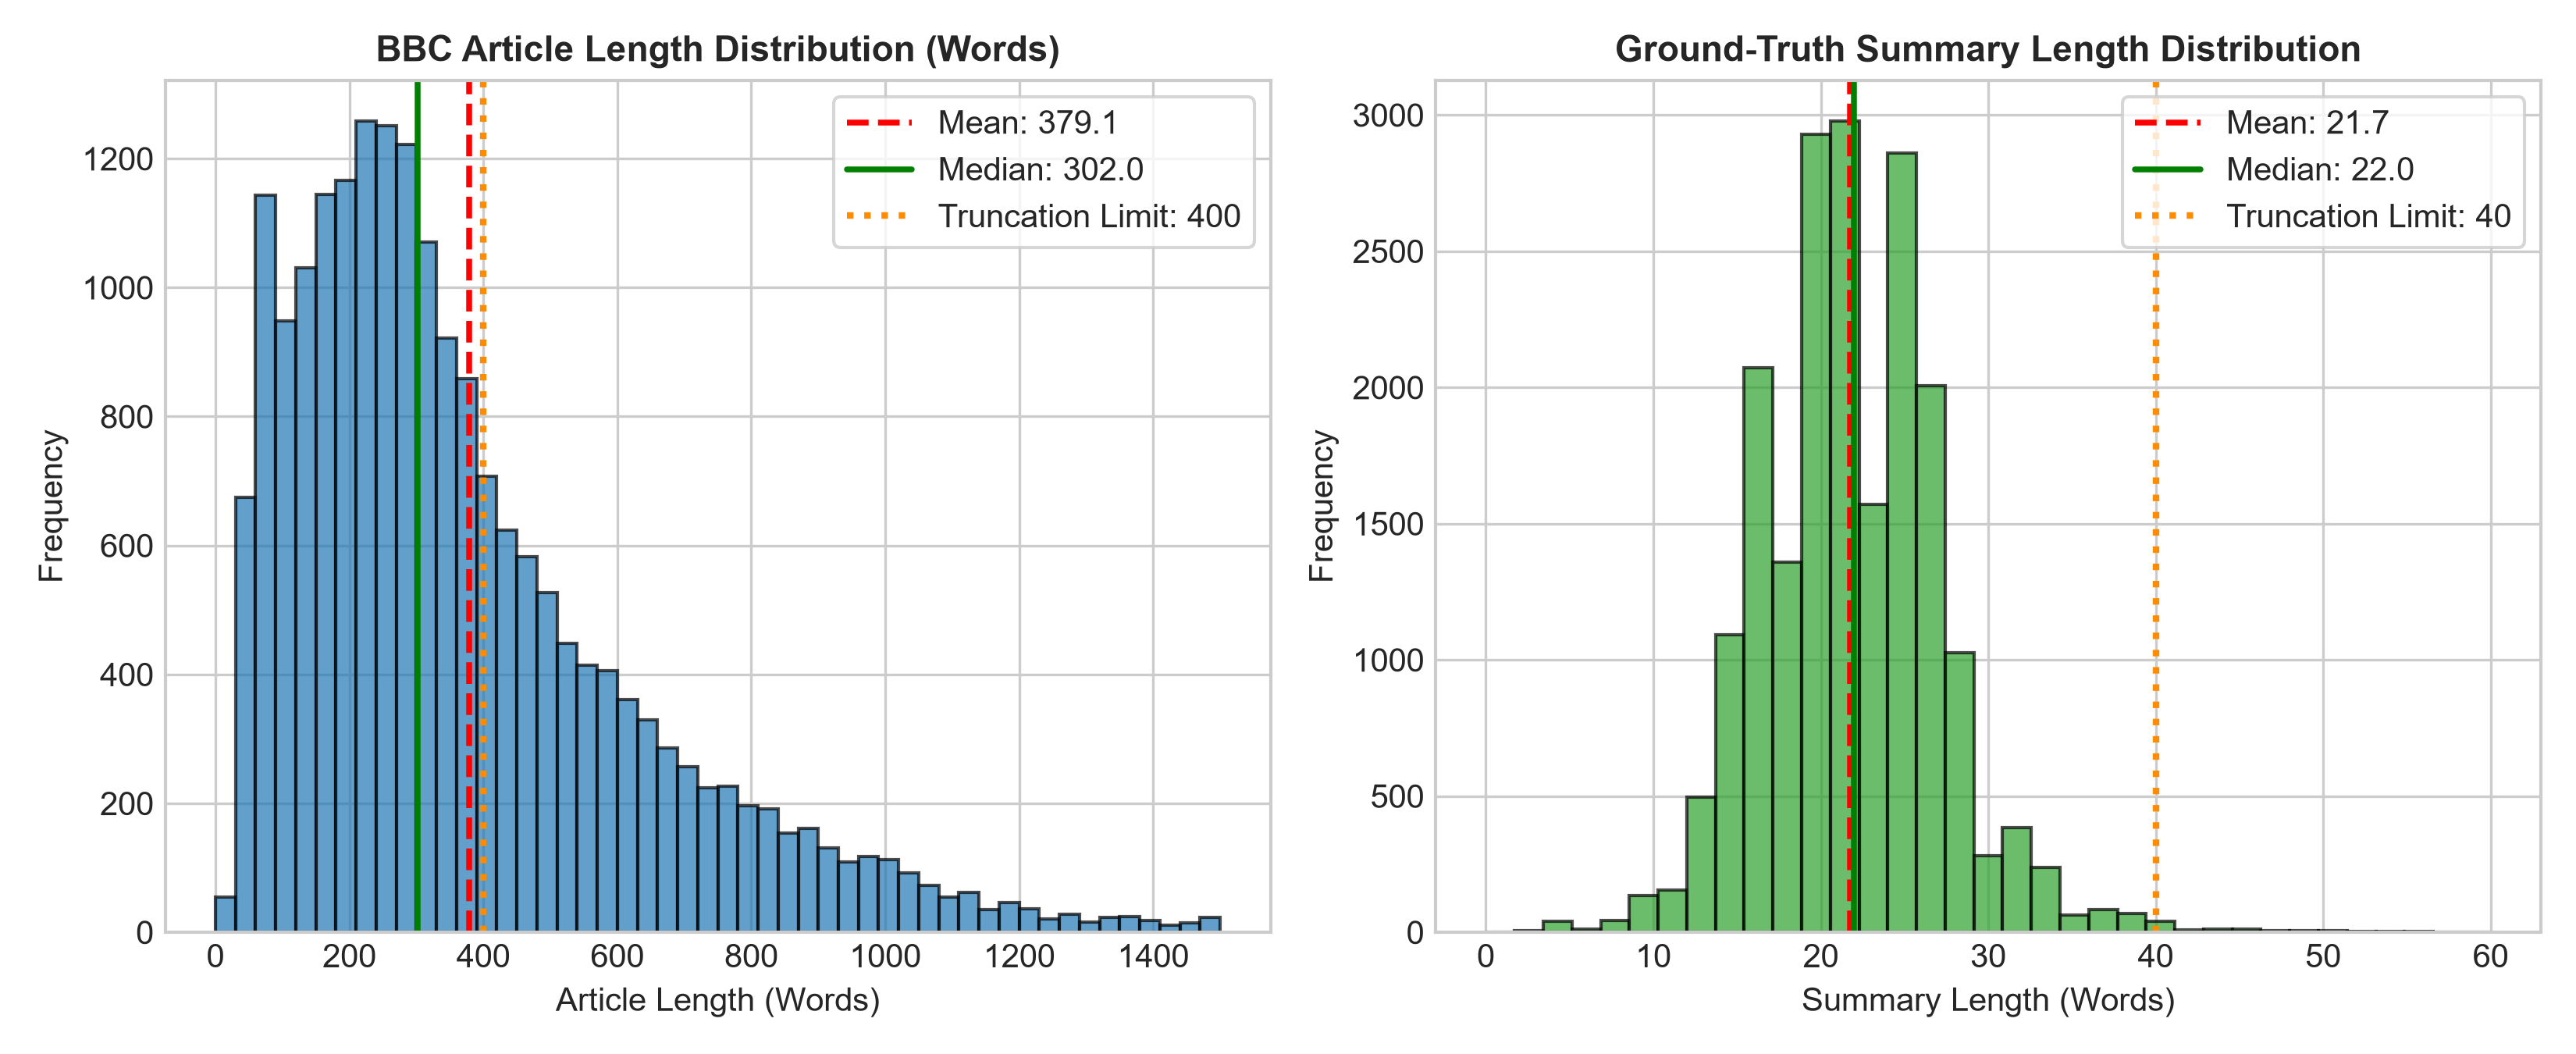 BBC Article Length Distribution (Words)
Mean: 379.1
Median: 302.0
Truncation Limit: 400
1200
1000
800
600
400
200
0
Frequency
0 200 400 600 800 1000 1200 1400
Article Length (Words)
Ground-Truth Summary Length Distribution
Mean: 21.7
Median: 22.0
Truncation Limit: 40
3000
2500
2000
1500
1000
500
0
Frequency
0 10 20 30 40 50 60
Summary Length (Words)